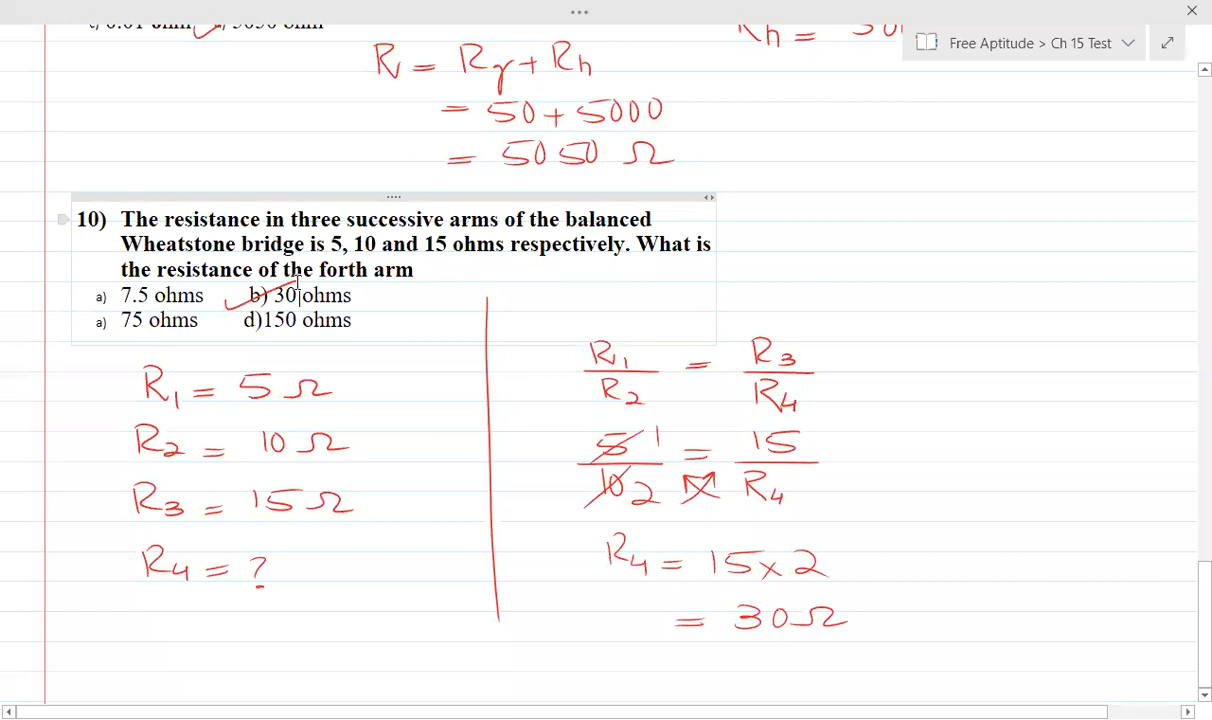 Free Aptitude > Ch 15 Test
Rh =
R = Rg + Rh
= 50 + 5000
= 5050 Ω
10) The resistance in three successive arms of the balanced
Wheatstone bridge is 5, 10 and 15 ohms respectively. What is
the resistance of the forth arm
a) 7.5 ohms b) 30 ohms
a) 75 ohms d)150 ohms
R1 = 5 Ω
R2 = 10 Ω
R3 = 15 Ω
R4 = ?
R1 / R2 = R3 / R4
5 1 / 10 2 = 15 / R4
R4 = 15 × 2
= 30 Ω